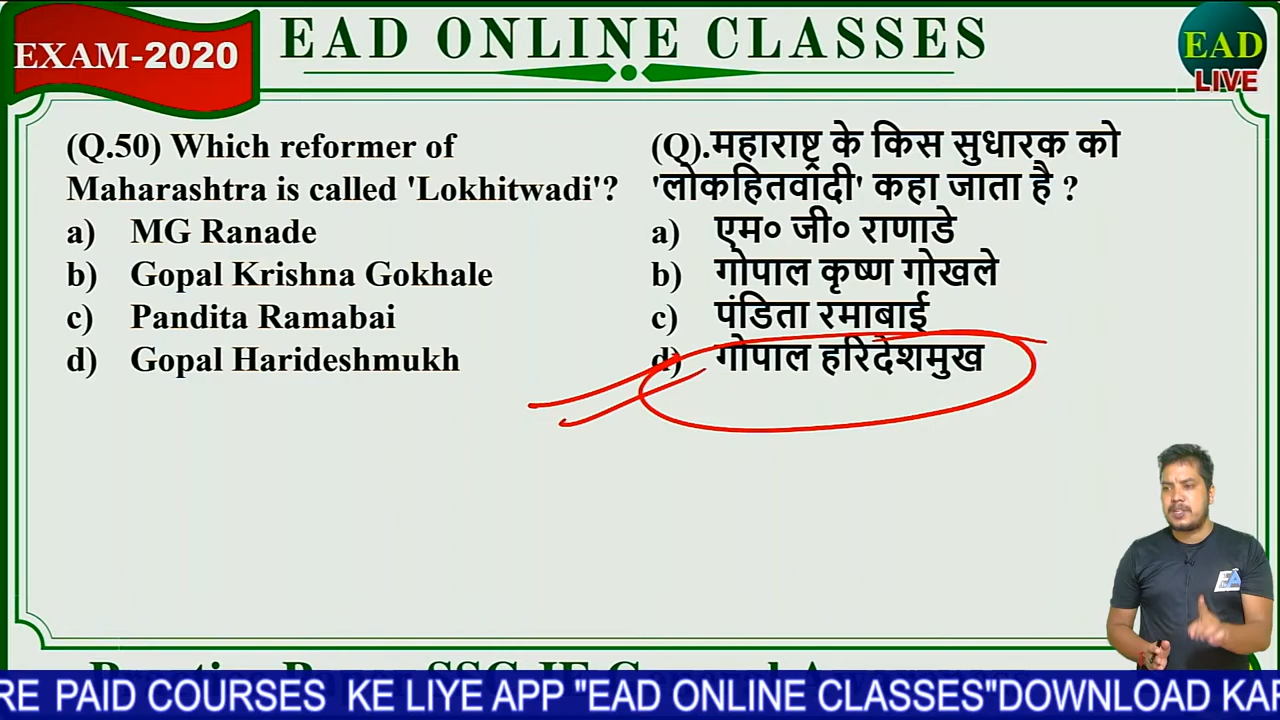 EXAM-2020
EAD ONLINE CLASSES
EAD
LIVE
(Q.50) Which reformer of
Maharashtra is called 'Lokhitwadi'?
a) MG Ranade
b) Gopal Krishna Gokhale
c) Pandita Ramabai
d) Gopal Harideshmukh
(Q).महाराष्ट्र के किस सुधारक को
'लोकहितवादी' कहा जाता है ?
a) एम० जी० राणाडे
b) गोपाल कृष्ण गोखले
c) पंडिता रमाबाई
d) गोपाल हरिदेशमुख
RE PAID COURSES KE LIYE APP "EAD ONLINE CLASSES"DOWNLOAD KAR